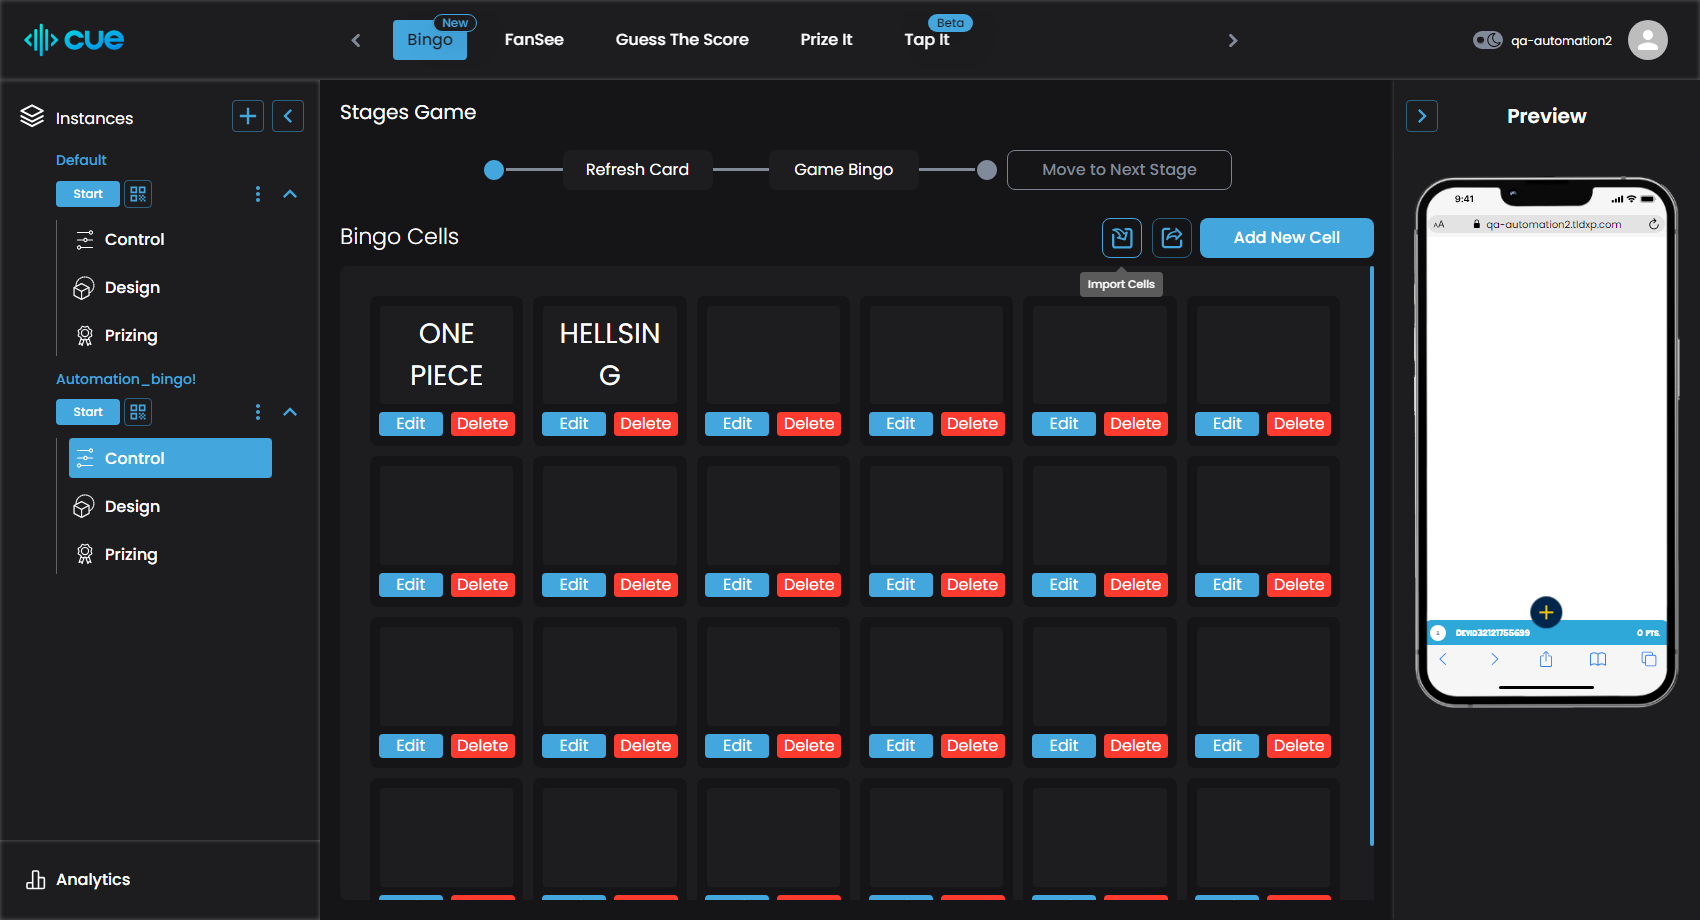 cue
Bingo
New
FanSee
Guess The Score
Prize It
Tap It
Beta
qa-automation2
Instances
Default
Start
Control
Design
Prizing
Automation_bingo!
Start
Control
Design
Prizing
Analytics
Stages Game
Refresh Card
Game Bingo
Move to Next Stage
Bingo Cells
Add New Cell
Import Cells
ONE
PIECE
HELLSIN
G
Edit Delete Edit Delete Edit Delete Edit Delete Edit Delete Edit Delete
Edit Delete Edit Delete Edit Delete Edit Delete Edit Delete Edit Delete
Edit Delete Edit Delete Edit Delete Edit Delete Edit Delete Edit Delete
Preview
9:41
AA qa-automation2.tldxp.com
DEVID32121755699 0 PTS.